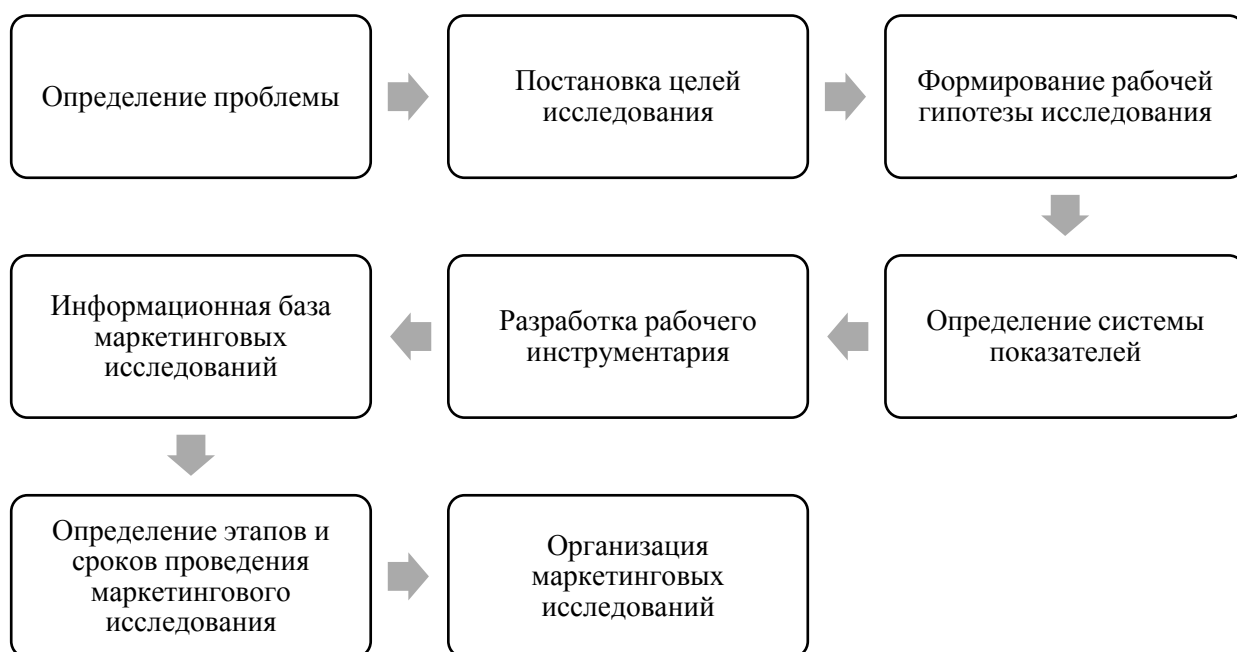 Определение проблемы
Постановка целей
исследования
Формирование рабочей
гипотезы исследования
Определение системы
показателей
Разработка рабочего
инструментария
Информационная база
маркетинговых
исследований
Определение этапов и
сроков проведения
маркетингового
исследования
Организация
маркетинговых
исследований